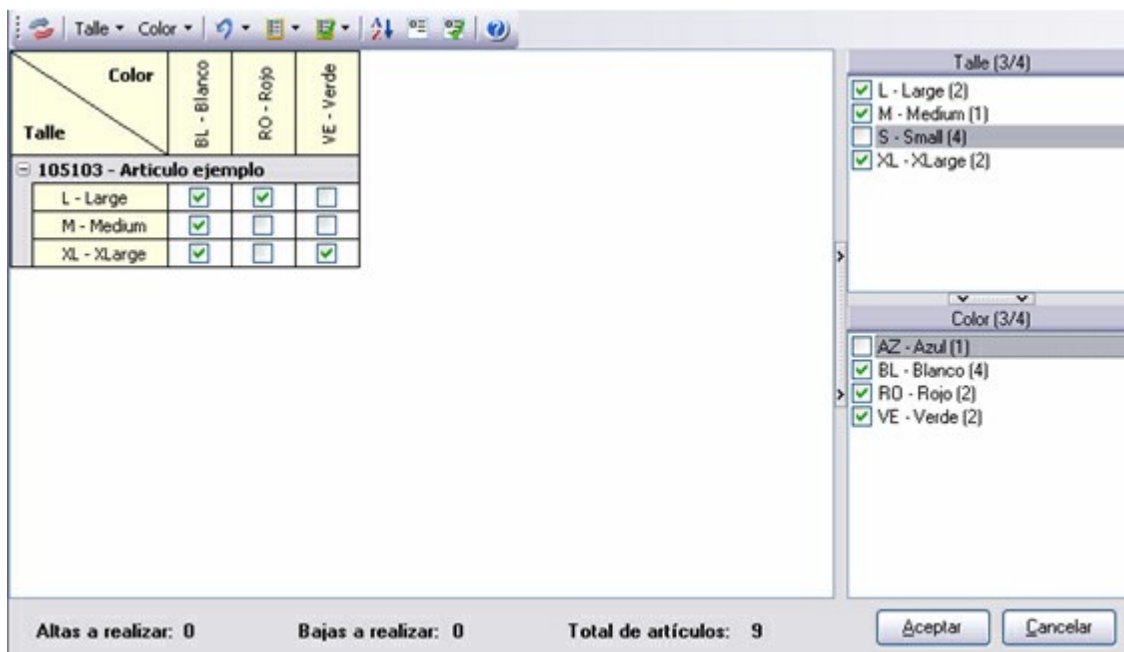 Talle Color
Color
Talle
BL - Blanco
RO - Rojo
VE - Verde
105103 - Articulo ejemplo
L - Large
M - Medium
XL - XLarge
Talle (3/4)
L - Large (2)
M - Medium (1)
S - Small (4)
XL - XLarge (2)
Color (3/4)
AZ - Azul (1)
BL - Blanco (4)
RO - Rojo (2)
VE - Verde (2)
Altas a realizar: 0 Bajas a realizar: 0 Total de artículos: 9 Aceptar Cancelar